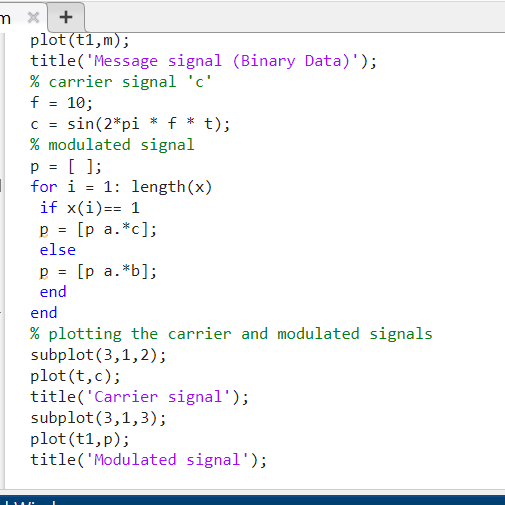 m × +
plot(t1,m);
title('Message signal (Binary Data)');
% carrier signal 'c'
f = 10;
c = sin(2*pi * f * t);
% modulated signal
p = [ ];
for i = 1: length(x)
if x(i)== 1
p = [p a.*c];
else
p = [p a.*b];
end
end
% plotting the carrier and modulated signals
subplot(3,1,2);
plot(t,c);
title('Carrier signal');
subplot(3,1,3);
plot(t1,p);
title('Modulated signal');